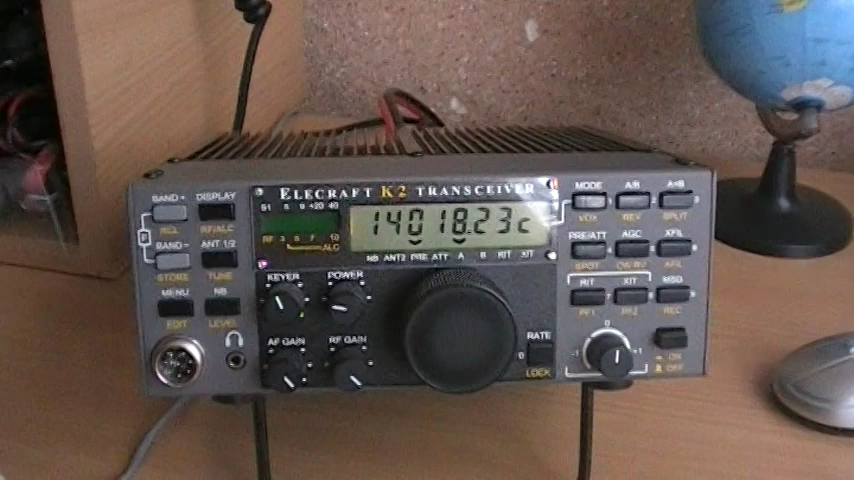 ELECRAFT K2 TRANSCEIVER
BAND+ DISPLAY
RCL RF/ALC
BAND- ANT 1/2
STORE TUNE
MENU NB
EDIT LEVEL
S1 5 9 +20 40
RF 3 5 7 10
ALC
14018.23c
NB ANT2 PRE ATT A B RIT XIT
KEYER POWER
AF GAIN RF GAIN
RATE
0
LOCK
MODE A/B A=B
VOX REV SPLIT
PRE/ATT AGC XFIL
SPOT CW RV AFIL
RIT XIT MSG
PF1 PF2 REC
0
-1 +1
ON
OFF